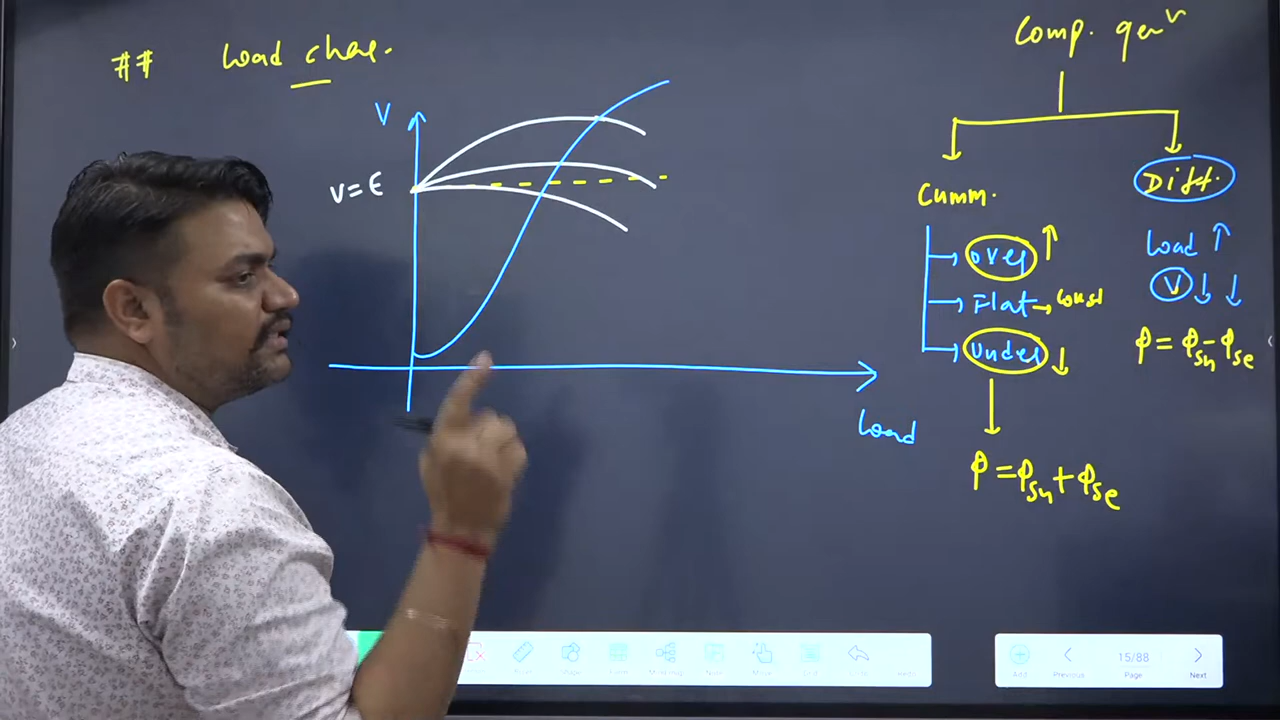 ## Load char.
V
V = E
Load
Comp. gen
Cumm.
Over ↑
Flat → const
Under ↓
φ = φsh + φse
Diff.
Load ↑
V ↓ ↓
φ = φsh - φse
Add
Previous
15/88
Page
Next